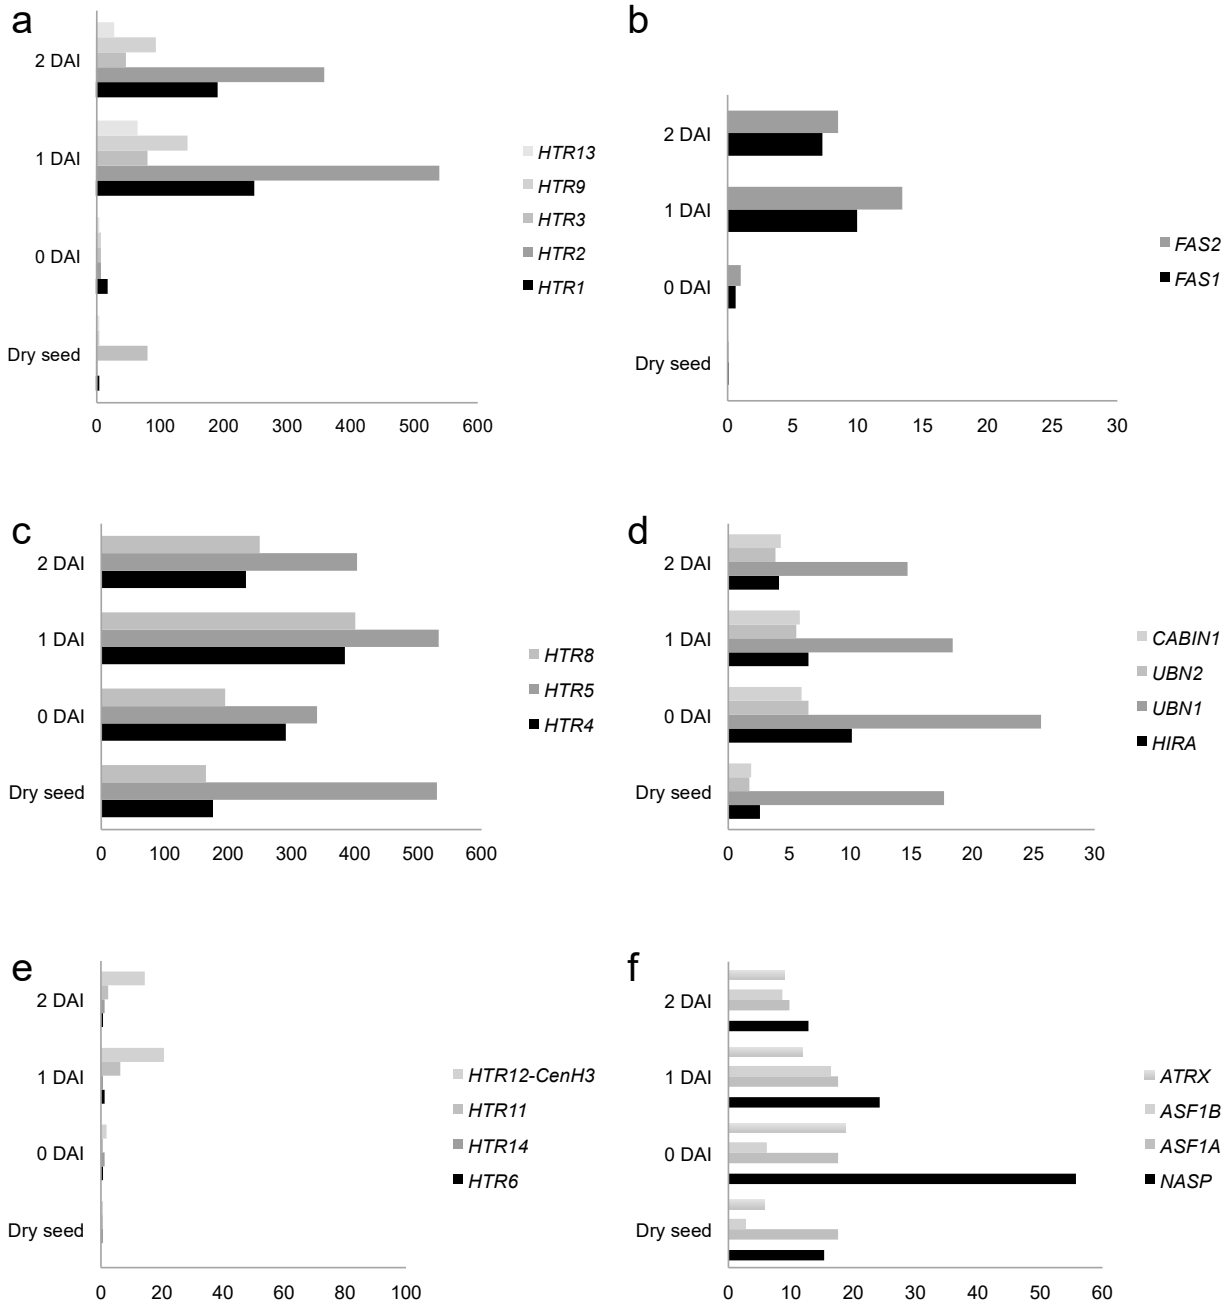 a
2 DAI
1 DAI
0 DAI
Dry seed
0 100 200 300 400 500 600
HTR13
HTR9
HTR3
HTR2
HTR1
b
2 DAI
1 DAI
0 DAI
Dry seed
0 5 10 15 20 25 30
FAS2
FAS1
c
2 DAI
1 DAI
0 DAI
Dry seed
0 100 200 300 400 500 600
HTR8
HTR5
HTR4
d
2 DAI
1 DAI
0 DAI
Dry seed
0 5 10 15 20 25 30
CABIN1
UBN2
UBN1
HIRA
e
2 DAI
1 DAI
0 DAI
Dry seed
0 20 40 60 80 100
HTR12-CenH3
HTR11
HTR14
HTR6
f
2 DAI
1 DAI
0 DAI
Dry seed
0 10 20 30 40 50 60
ATRX
ASF1B
ASF1A
NASP